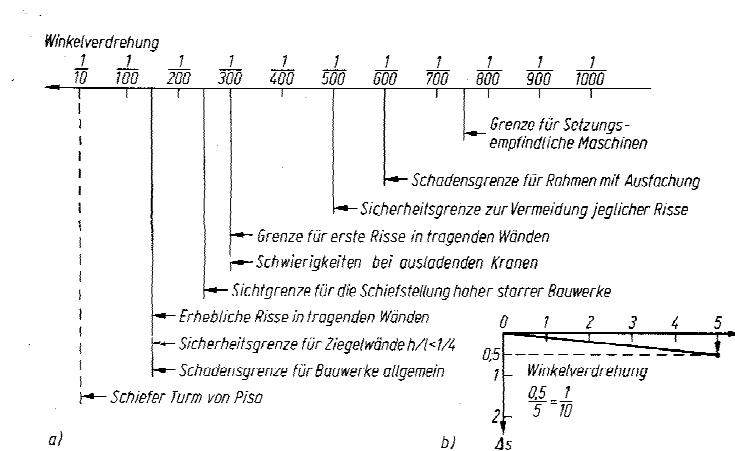 Winkelverdrehung
1/10 1/100 1/200 1/300 1/400 1/500 1/600 1/700 1/800 1/900 1/1000
Grenze für Setzungs-
empfindliche Maschinen
Schadensgrenze für Rahmen mit Ausfachung
Sicherheitsgrenze zur Vermeidung jeglicher Risse
Grenze für erste Risse in tragenden Wänden
Schwierigkeiten bei ausladenden Kranen
Sichtgrenze für die Schiefstellung hoher starrer Bauwerke
Erhebliche Risse in tragenden Wänden
Sicherheitsgrenze für Ziegelwände h/l<1/4
Schadensgrenze für Bauwerke allgemein
Schiefer Turm von Pisa
a)
0 1 2 3 4 5
0,5
1
2
Winkelverdrehung
0,5/5 = 1/10
b)
Δs